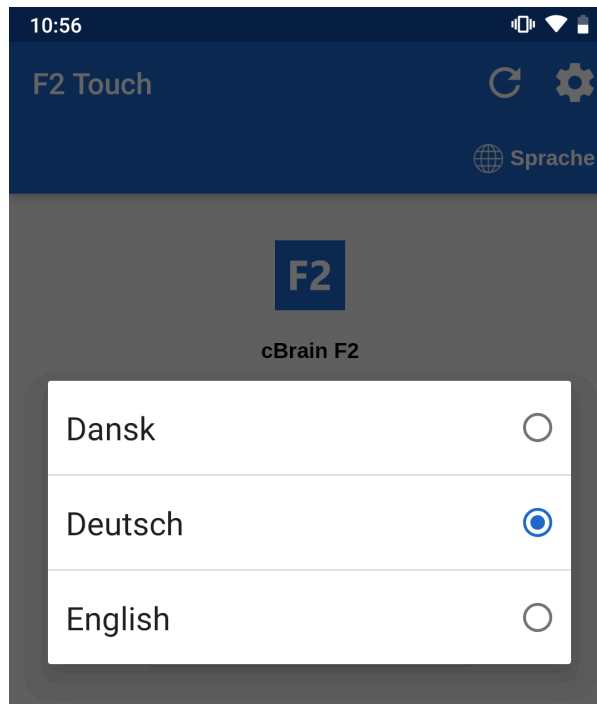 10:56
F2 Touch
Sprache
F2
cBrain F2
Dansk
Deutsch
English